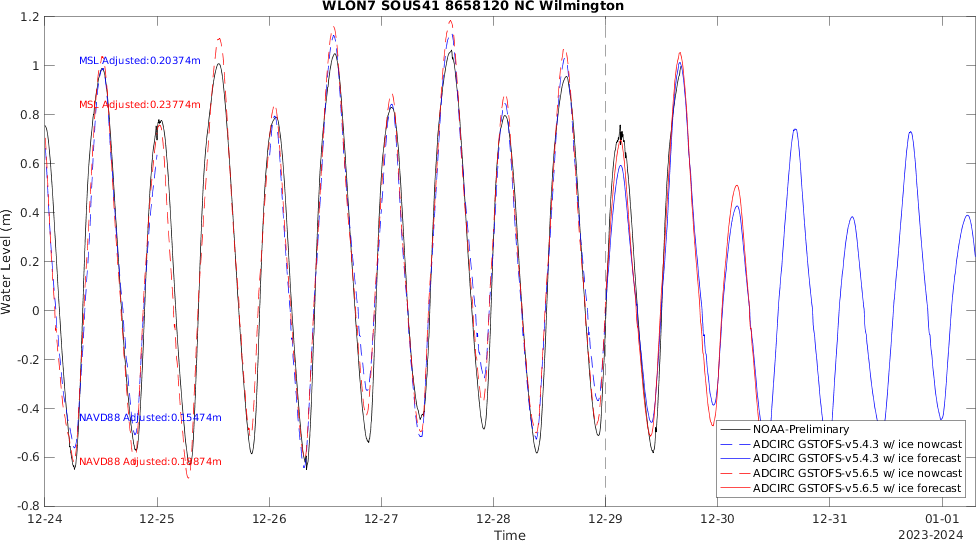 WLON7 SOUS41 8658120 NC Wilmington
1.2
1
0.8
0.6
0.4
0.2
0
-0.2
-0.4
-0.6
-0.8
Water Level (m)
MSL Adjusted:0.20374m
MSL Adjusted:0.23774m
NAVD88 Adjusted:0.15474m
NAVD88 Adjusted:0.18874m
NOAA-Preliminary
ADCIRC GSTOFS-v5.4.3 w/ ice nowcast
ADCIRC GSTOFS-v5.4.3 w/ ice forecast
ADCIRC GSTOFS-v5.6.5 w/ ice nowcast
ADCIRC GSTOFS-v5.6.5 w/ ice forecast
12-24 12-25 12-26 12-27 12-28 12-29 12-30 12-31 01-01
Time
2023-2024